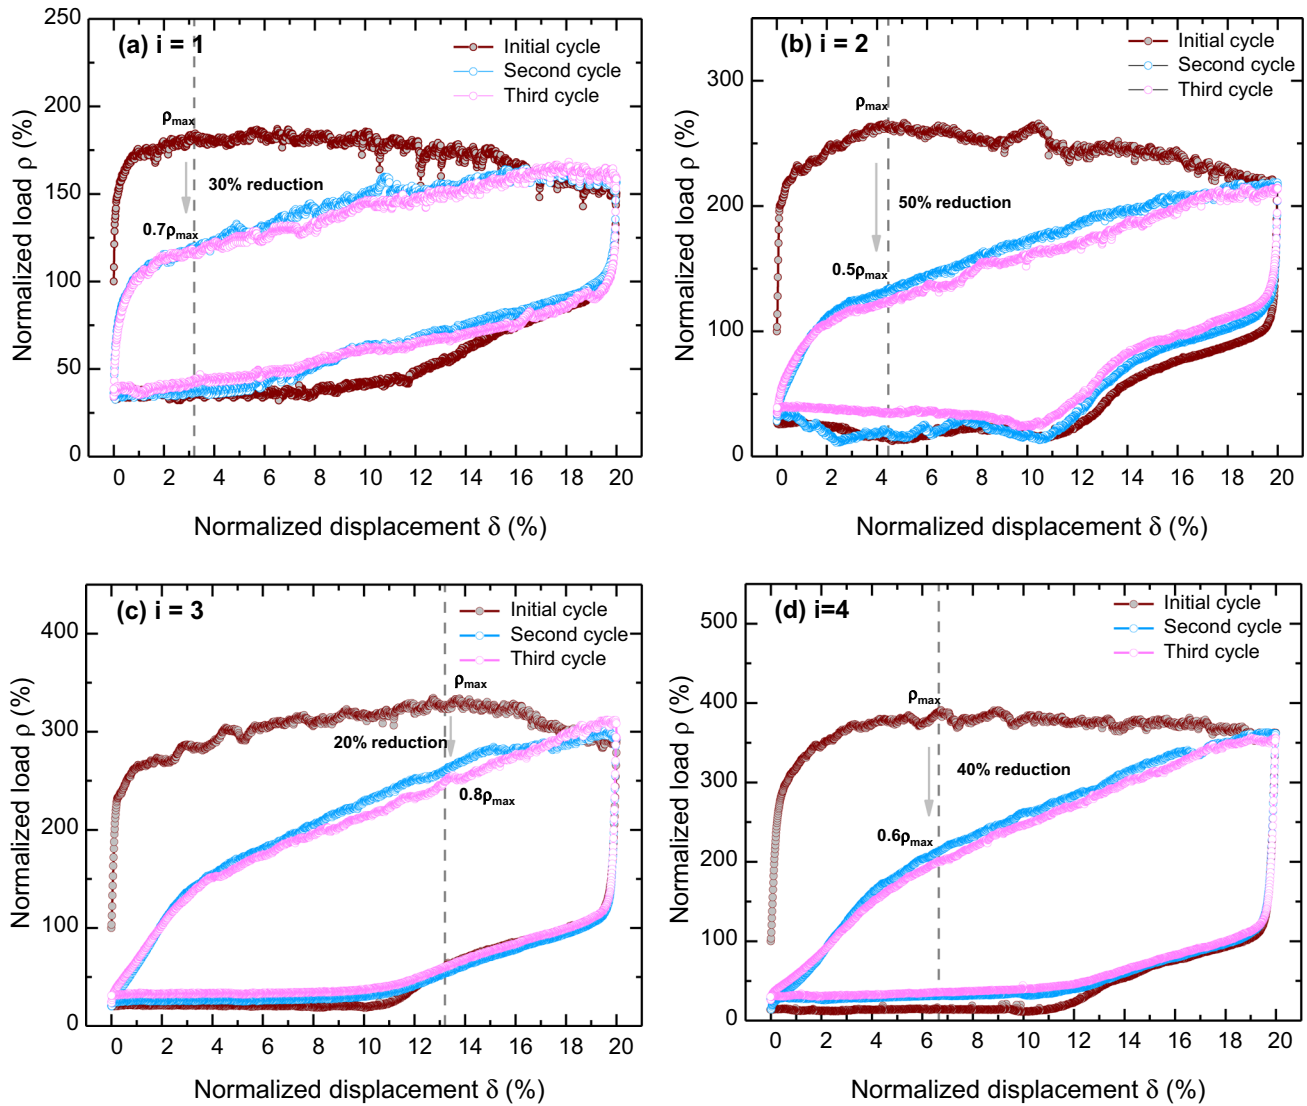 (a) i = 1
Initial cycle
Second cycle
Third cycle
ρmax
30% reduction
0.7ρmax
250
200
150
100
50
0
0 2 4 6 8 10 12 14 16 18 20
Normalized load ρ (%)
Normalized displacement δ (%)
(b) i = 2
Initial cycle
Second cycle
Third cycle
ρmax
50% reduction
0.5ρmax
300
200
100
0
0 2 4 6 8 10 12 14 16 18 20
Normalized load ρ (%)
Normalized displacement δ (%)
(c) i = 3
Initial cycle
Second cycle
Third cycle
ρmax
20% reduction
0.8ρmax
400
300
200
100
0
0 2 4 6 8 10 12 14 16 18 20
Normalized load ρ (%)
Normalized displacement δ (%)
(d) i=4
Initial cycle
Second cycle
Third cycle
ρmax
40% reduction
0.6ρmax
500
400
300
200
100
0
0 2 4 6 8 10 12 14 16 18 20
Normalized load ρ (%)
Normalized displacement δ (%)